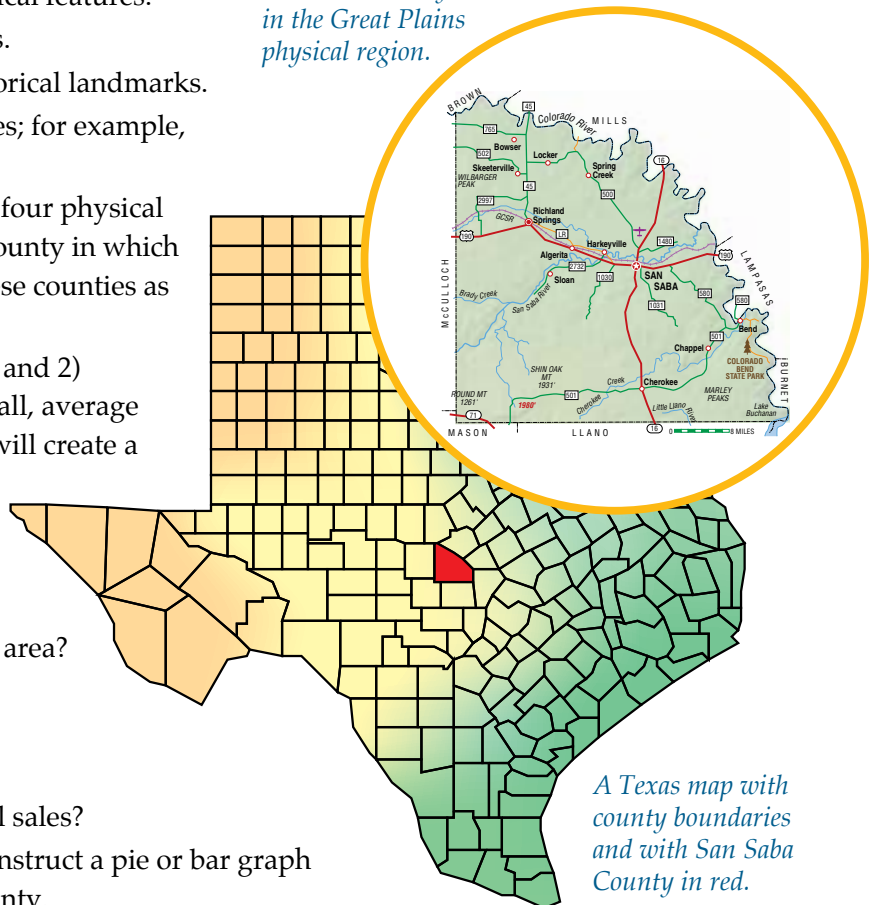 ical features?
in the Great Plains
physical region.
s.
orical landmarks.
es; for example,
four physical
ounty in which
se counties as
and 2)
all, average
will create a
area?
l sales?
nstruct a pie or bar graph
unty
BROWN
45
Colorado River
MILLS
765
Bowser
16
502
Locker
Skeeterville
Spring
Creek
WILBARGER
PEAK
45
500
2997
Richland
Springs
GCSR
190
LR
Harkeyville
1480
Algerita
190
2732
SAN
SABA
McCULLOCH
Sloan
1030
LAMPASAS
Brady Creek
San Saba River
1031
580
580
Bend
501
Chappel
COLORADO
BEND
STATE PARK
SHIN OAK
MT
1931'
Creek
Cherokee
BURNET
ROUND MT
1261'
501
Cherokee
MARLEY
PEAKS
1980'
Little Llano
River
Lake
Buchanan
71
MASON
LLANO
16
0
8 MILES
A Texas map with
county boundaries
and with San Saba
County in red.